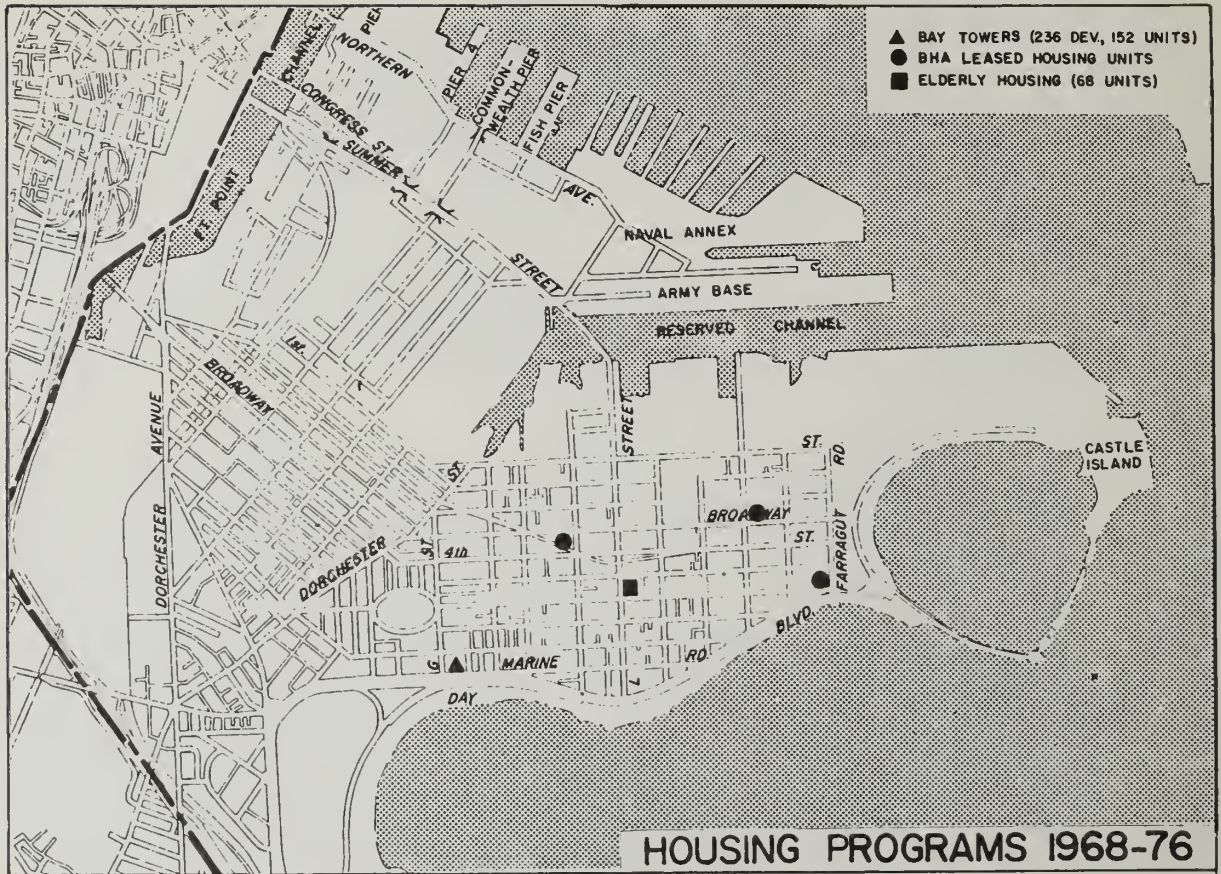 ▲ BAY TOWERS (236 DEV., 152 UNITS)
● BHA LEASED HOUSING UNITS
■ ELDERLY HOUSING (68 UNITS)
CHANNEL
PIER
NORTHERN
PIER 4
COMMON-
WEALTH PIER
FISH PIER
CONGRESS ST.
SUMMER
AVE
FT. POINT
NAVAL ANNEX
STREET
ARMY BASE
RESERVED CHANNEL
1st.
BROADWAY
AVENUE
STREET
ST.
RD
CASTLE
ISLAND
ST.
BROADWAY
ST.
4th
ST.
FARRAGUT
DORCHESTER
DORCHESTER
BLVD.
G
MARINE
RD
L
DAY
HOUSING PROGRAMS 1968-76